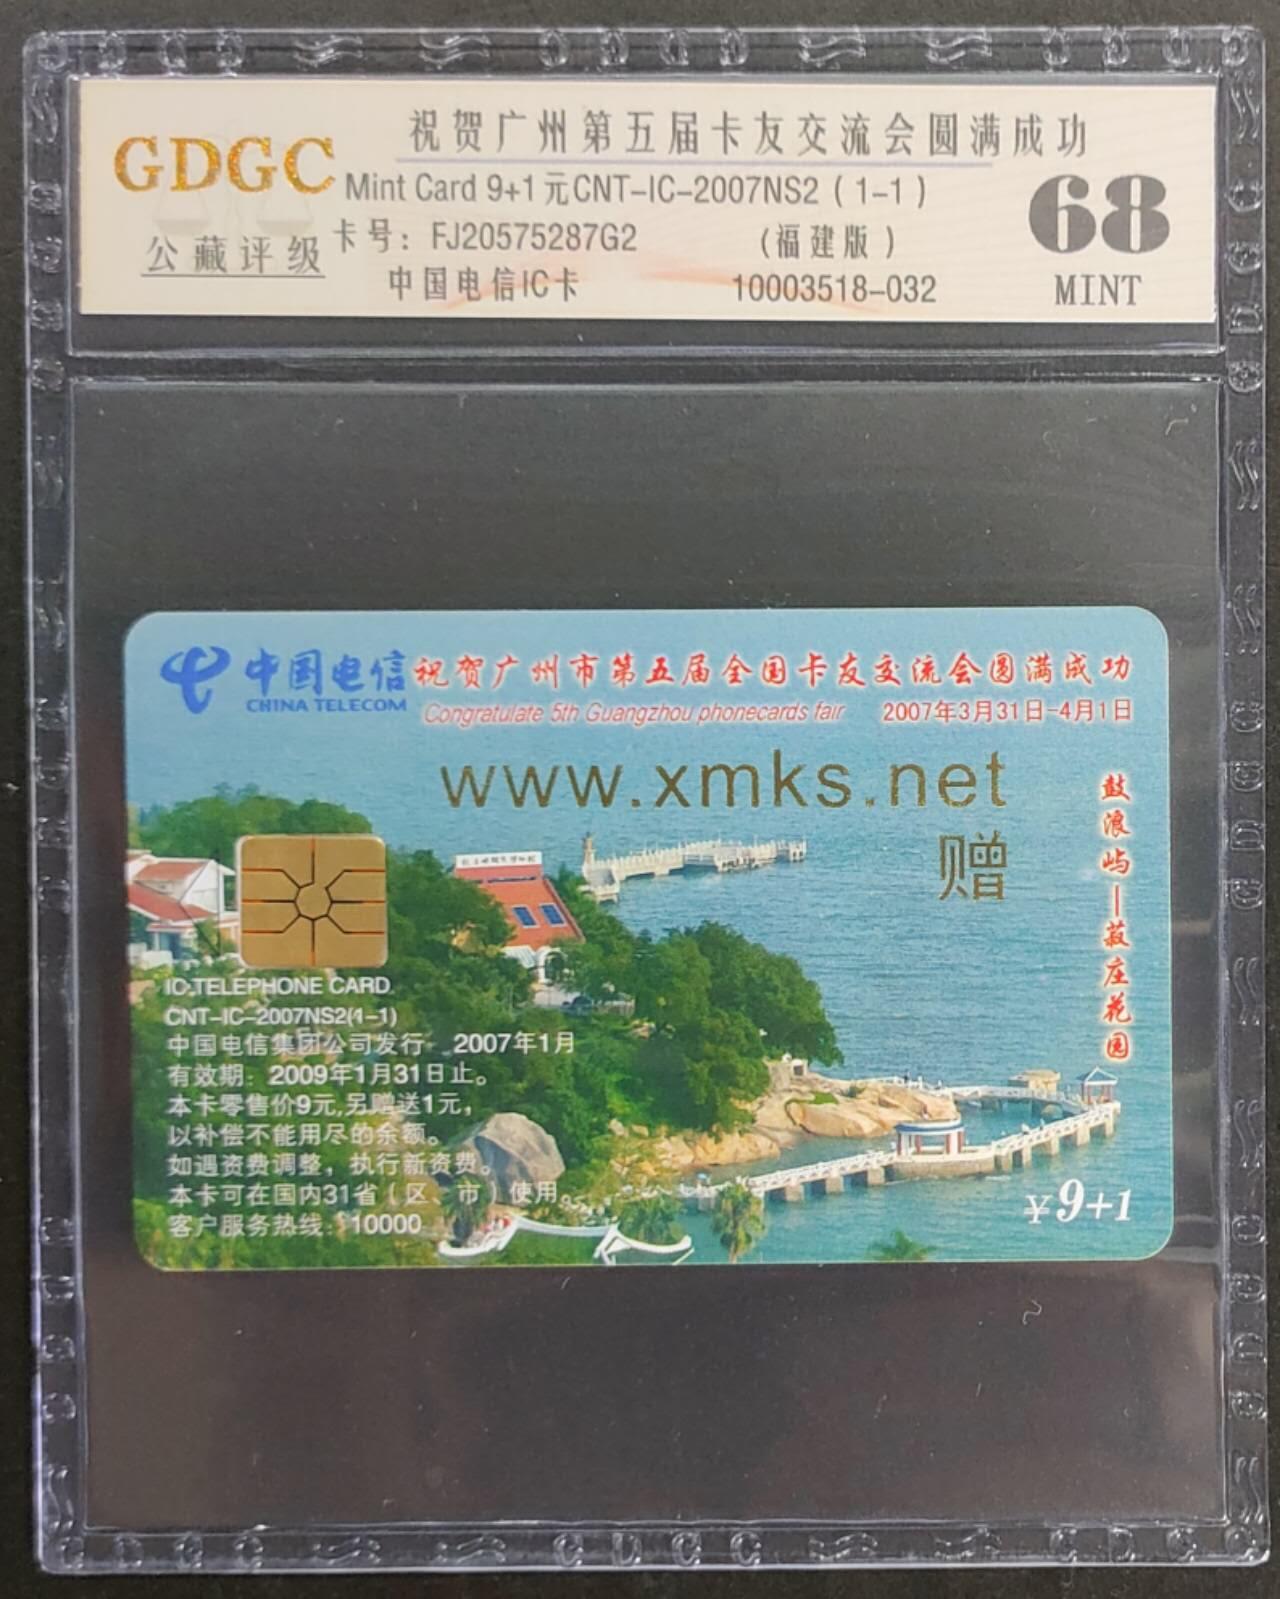 祝贺广州第五届卡友交流会圆满成功
GDGC
Mint Card 9+1元CNT-IC-2007NS2(1-1)
68
公藏评级
卡号:FJ20575287G2
(福建版)
中国电信IC卡
10003518-032
MINT
中国电信
CHINA TELECOM
祝贺广州市第五届全国卡友交流会圆满成功
Congratulate 5th Guangzhou phonecards fair
2007年3月31日-4月1日
www.xmks.net
赠
鼓浪屿—菽庄花园
IC TELEPHONE CARD
CNT-IC-2007NS2(1-1)
中国电信集团公司发行 2007年1月
有效期:2009年1月31日止。
本卡零售价9元,另赠送1元,
以补偿不能用尽的余额。
如遇资费调整,执行新资费。
本卡可在国内31省(区、市)使用。
客户服务热线:10000
¥9+1